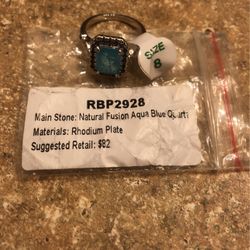 SIZE
8
RBP2928
Main Stone: Natural Fusion Aqua Blue Quartz
Materials: Rhodium Plate
Suggested Retail: $82